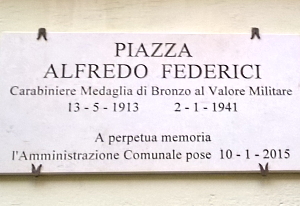 PIAZZA
ALFREDO FEDERICI
Carabiniere Medaglia di Bronzo al Valore Militare
13 - 5 - 1913 2 - 1 - 1941
A perpetua memoria
l'Amministrazione Comunale pose 10 - 1 - 2015